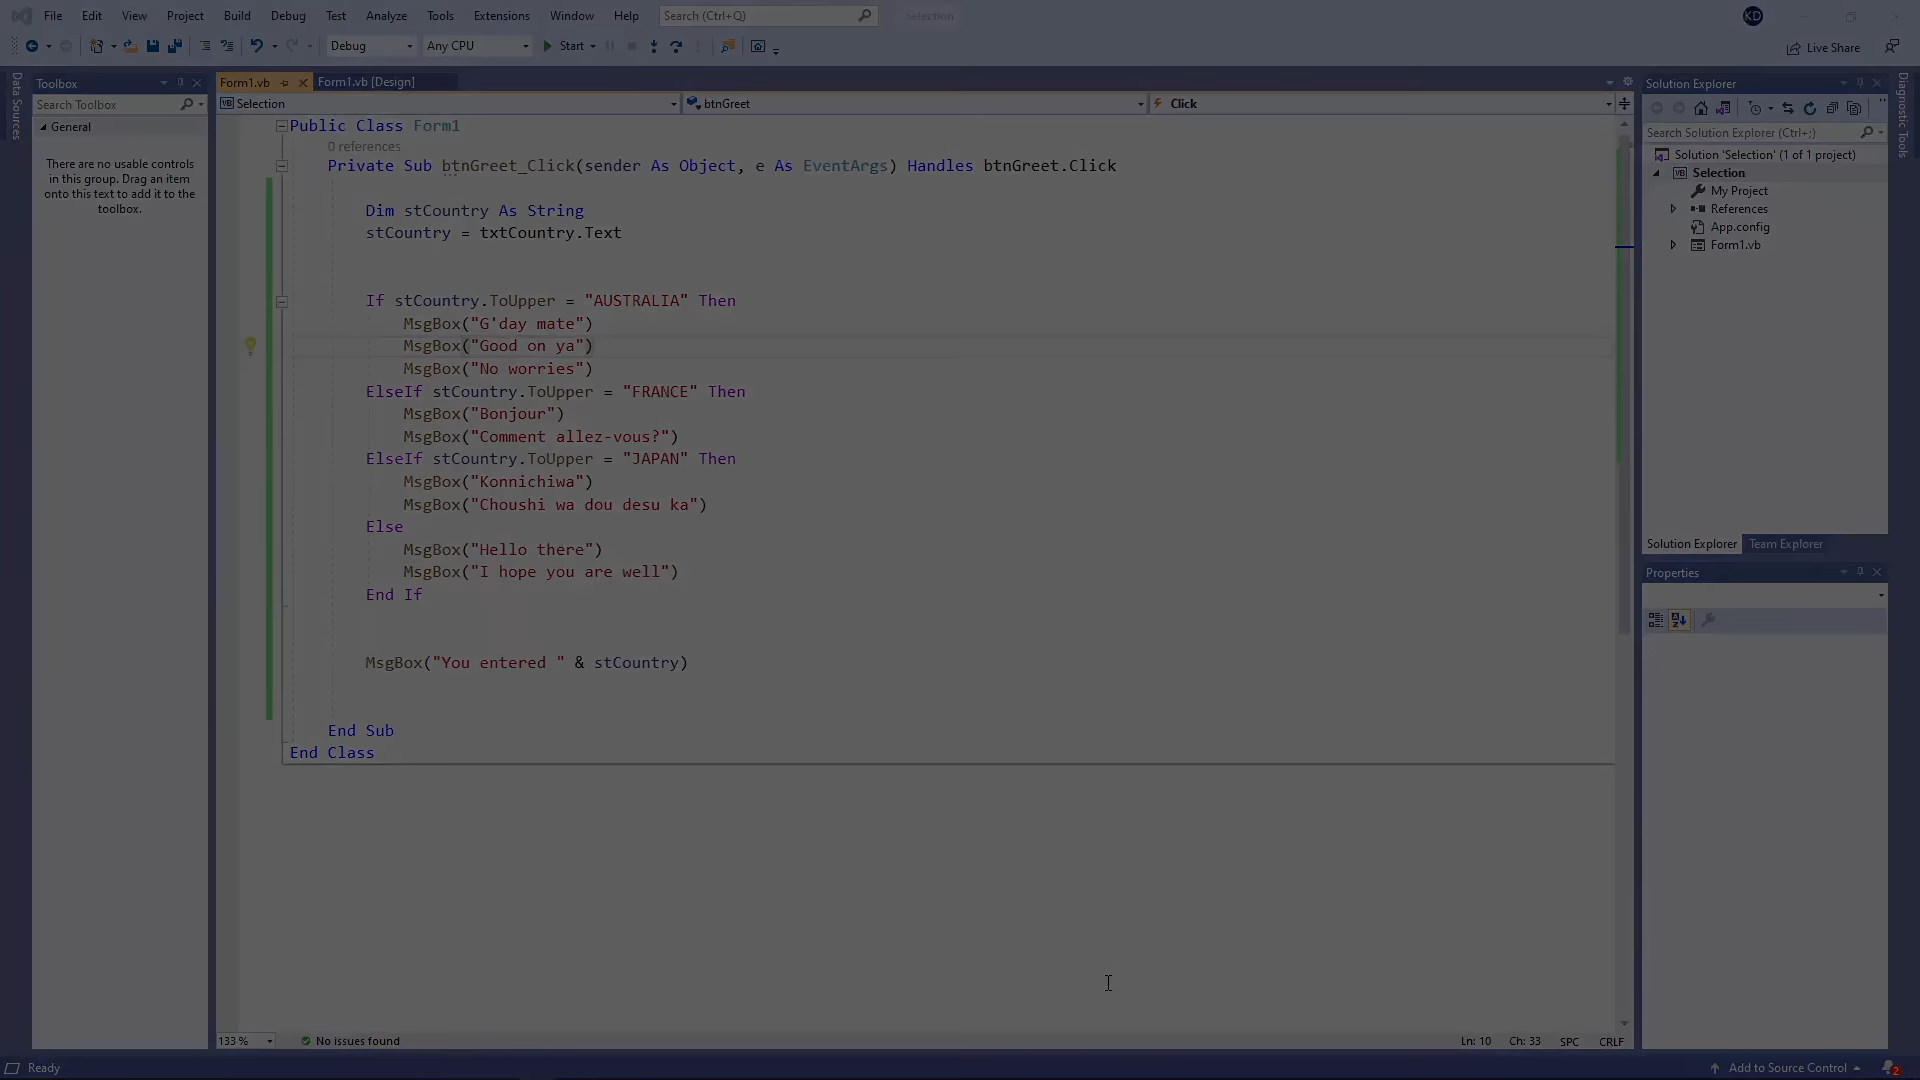 File Edit View Project Build Debug Test Analyze Tools Extensions Window Help Search (Ctrl+Q) Selection KD
Debug Any CPU Start Live Share
Data Sources
Toolbox
Search Toolbox
General
There are no usable controls
in this group. Drag an item
onto this text to add it to the
toolbox.
Form1.vb Form1.vb [Design]
Selection btnGreet Click
Public Class Form1
0 references
Private Sub btnGreet_Click(sender As Object, e As EventArgs) Handles btnGreet.Click
Dim stCountry As String
stCountry = txtCountry.Text
If stCountry.ToUpper = "AUSTRALIA" Then
MsgBox("G'day mate")
MsgBox("Good on ya")
MsgBox("No worries")
ElseIf stCountry.ToUpper = "FRANCE" Then
MsgBox("Bonjour")
MsgBox("Comment allez-vous?")
ElseIf stCountry.ToUpper = "JAPAN" Then
MsgBox("Konnichiwa")
MsgBox("Choushi wa dou desu ka")
Else
MsgBox("Hello there")
MsgBox("I hope you are well")
End If
MsgBox("You entered " & stCountry)
End Sub
End Class
133 % No issues found Ln: 10 Ch: 33 SPC CRLF
Solution Explorer
Search Solution Explorer (Ctrl+;)
Solution 'Selection' (1 of 1 project)
VB Selection
My Project
References
App.config
Form1.vb
Solution Explorer Team Explorer
Properties
Diagnostic Tools
Ready Add to Source Control 2